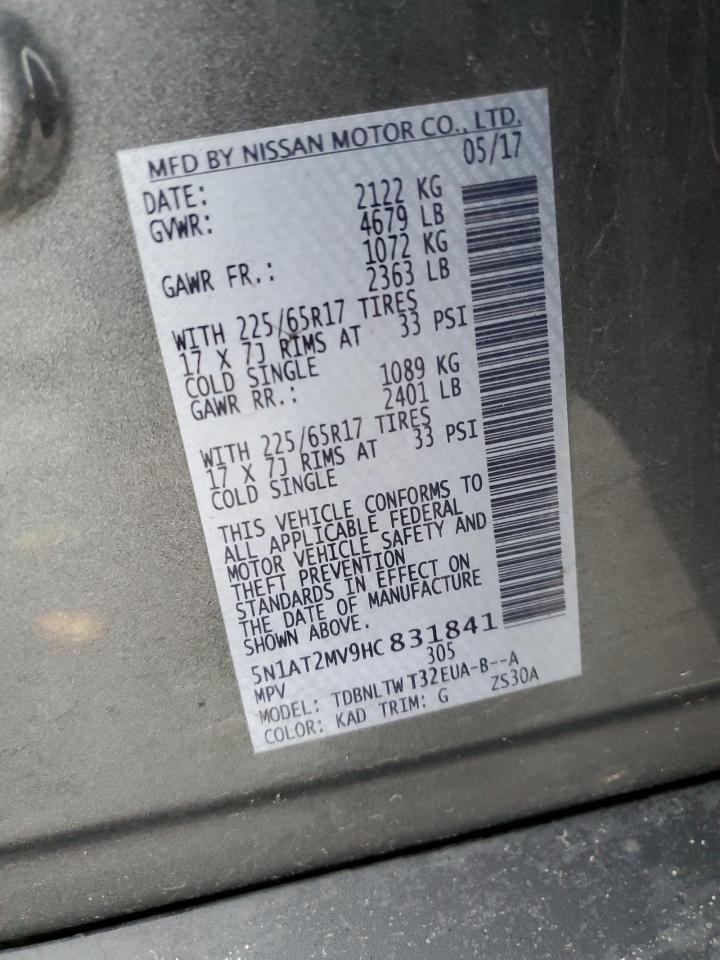 MFD BY NISSAN MOTOR CO., LTD.
DATE: 05/17
GVWR: 2122 KG
4679 LB
GAWR FR.: 1072 KG
2363 LB
WITH 225/65R17 TIRES
17 X 7J RIMS AT 33 PSI
COLD SINGLE
GAWR RR.: 1089 KG
2401 LB
WITH 225/65R17 TIRES
17 X 7J RIMS AT 33 PSI
COLD SINGLE
THIS VEHICLE CONFORMS TO
ALL APPLICABLE FEDERAL
MOTOR VEHICLE SAFETY AND
THEFT PREVENTION
STANDARDS IN EFFECT ON
THE DATE OF MANUFACTURE
SHOWN ABOVE.
5N1AT2MV9HC831841
MPV 305
MODEL: TDBNLTWT32EUA-B--A
COLOR: KAD TRIM: G ZS30A